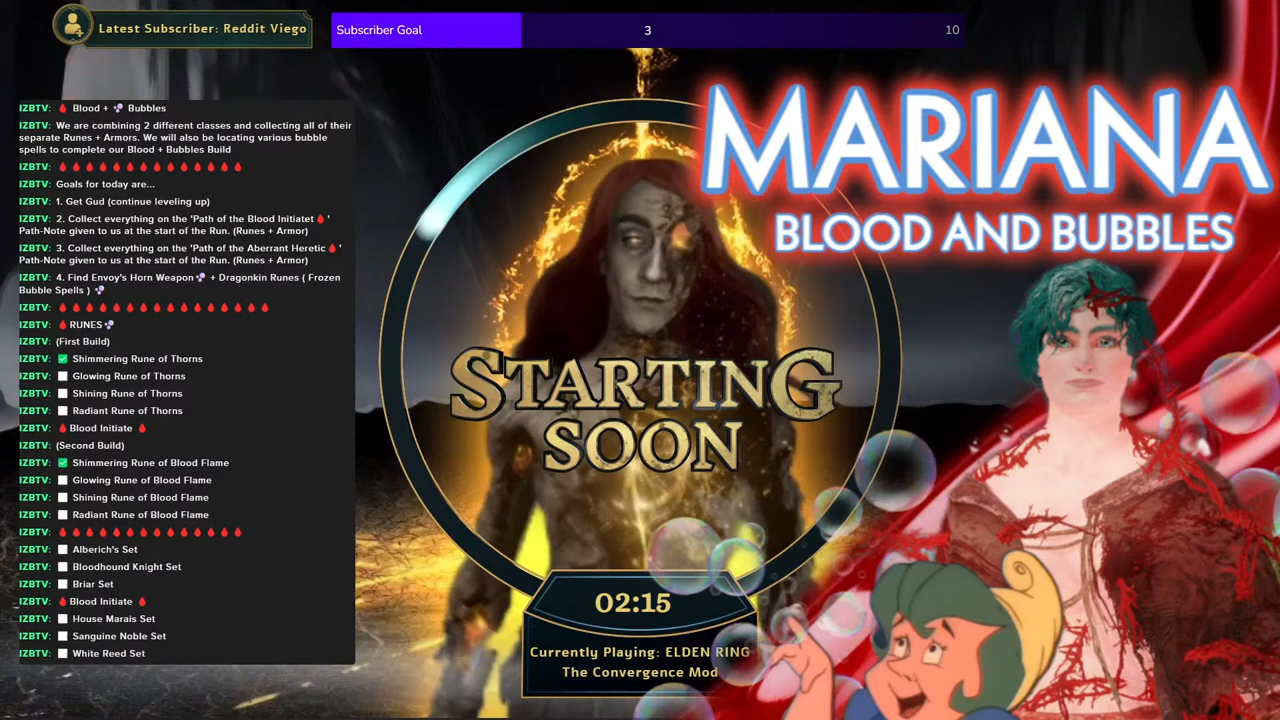 Latest Subscriber: Reddit Viego
Subscriber Goal
3
10
IZBTV: 🩸 Blood + 🫧 Bubbles
IZBTV: We are combining 2 different classes and collecting all of their
separate Runes + Armors. We will also be locating various bubble
spells to complete our Blood + Bubbles Build
IZBTV: 🩸🩸🩸🩸🩸🩸🩸🩸🩸🩸🩸🩸🩸🩸
IZBTV: Goals for today are...
IZBTV: 1. Get Gud (continue leveling up)
IZBTV: 2. Collect everything on the 'Path of the Blood Initiatet🩸'
Path-Note given to us at the start of the Run. (Runes + Armor)
IZBTV: 3. Collect everything on the 'Path of the Aberrant Heretic🩸'
Path-Note given to us at the start of the Run. (Runes + Armor)
IZBTV: 4. Find Envoy's Horn Weapon🫧 + Dragonkin Runes ( Frozen
Bubble Spells ) 🫧
IZBTV: 🩸🩸🩸🩸🩸🩸🩸🩸🩸🩸🩸🩸🩸🩸🩸🩸
IZBTV: 🩸RUNES🫧
IZBTV: (First Build)
IZBTV: ✅ Shimmering Rune of Thorns
IZBTV: ⬜ Glowing Rune of Thorns
IZBTV: ⬜ Shining Rune of Thorns
IZBTV: ⬜ Radiant Rune of Thorns
IZBTV: 🩸Blood Initiate 🩸
IZBTV: (Second Build)
IZBTV: ✅ Shimmering Rune of Blood Flame
IZBTV: ⬜ Glowing Rune of Blood Flame
IZBTV: ⬜ Shining Rune of Blood Flame
IZBTV: ⬜ Radiant Rune of Blood Flame
IZBTV: 🩸🩸🩸🩸🩸🩸🩸🩸🩸🩸🩸🩸🩸🩸
IZBTV: ⬜ Alberich's Set
IZBTV: ⬜ Bloodhound Knight Set
IZBTV: ⬜ Briar Set
IZBTV: 🩸Blood Initiate 🩸
IZBTV: ⬜ House Marais Set
IZBTV: ⬜ Sanguine Noble Set
IZBTV: ⬜ White Reed Set
STARTING
SOON
02:15
Currently Playing: ELDEN RING
The Convergence Mod
MARIANA
BLOOD AND BUBBLES